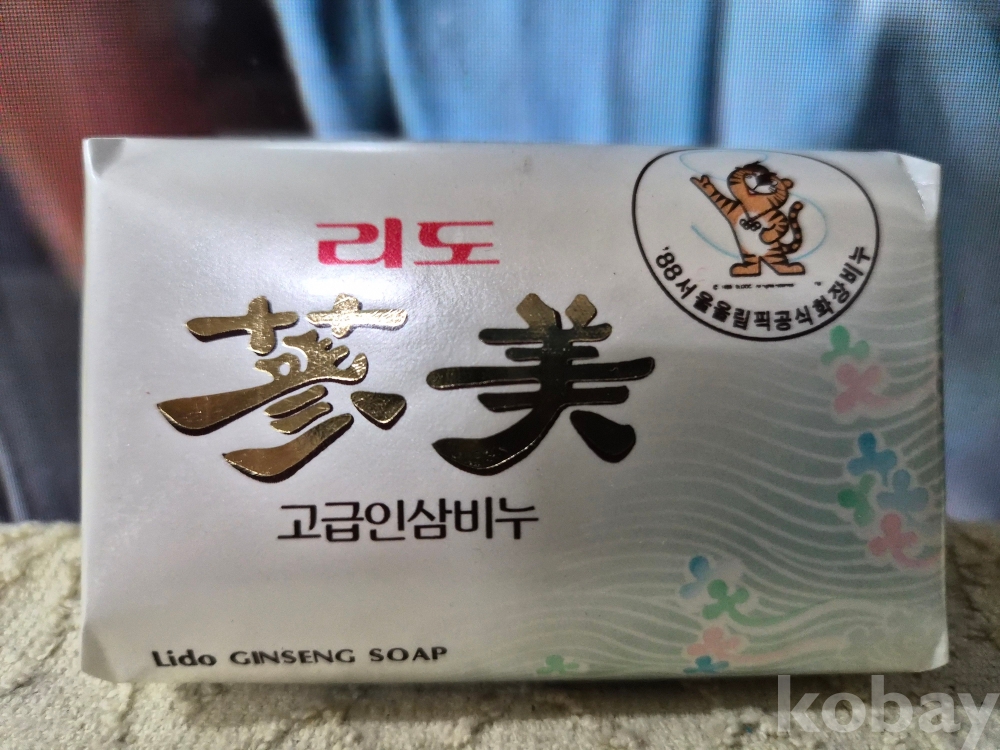 리도
蔘美
고급인삼비누
Lido GINSENG SOAP
'88서울올림픽공식화장비누
kobay